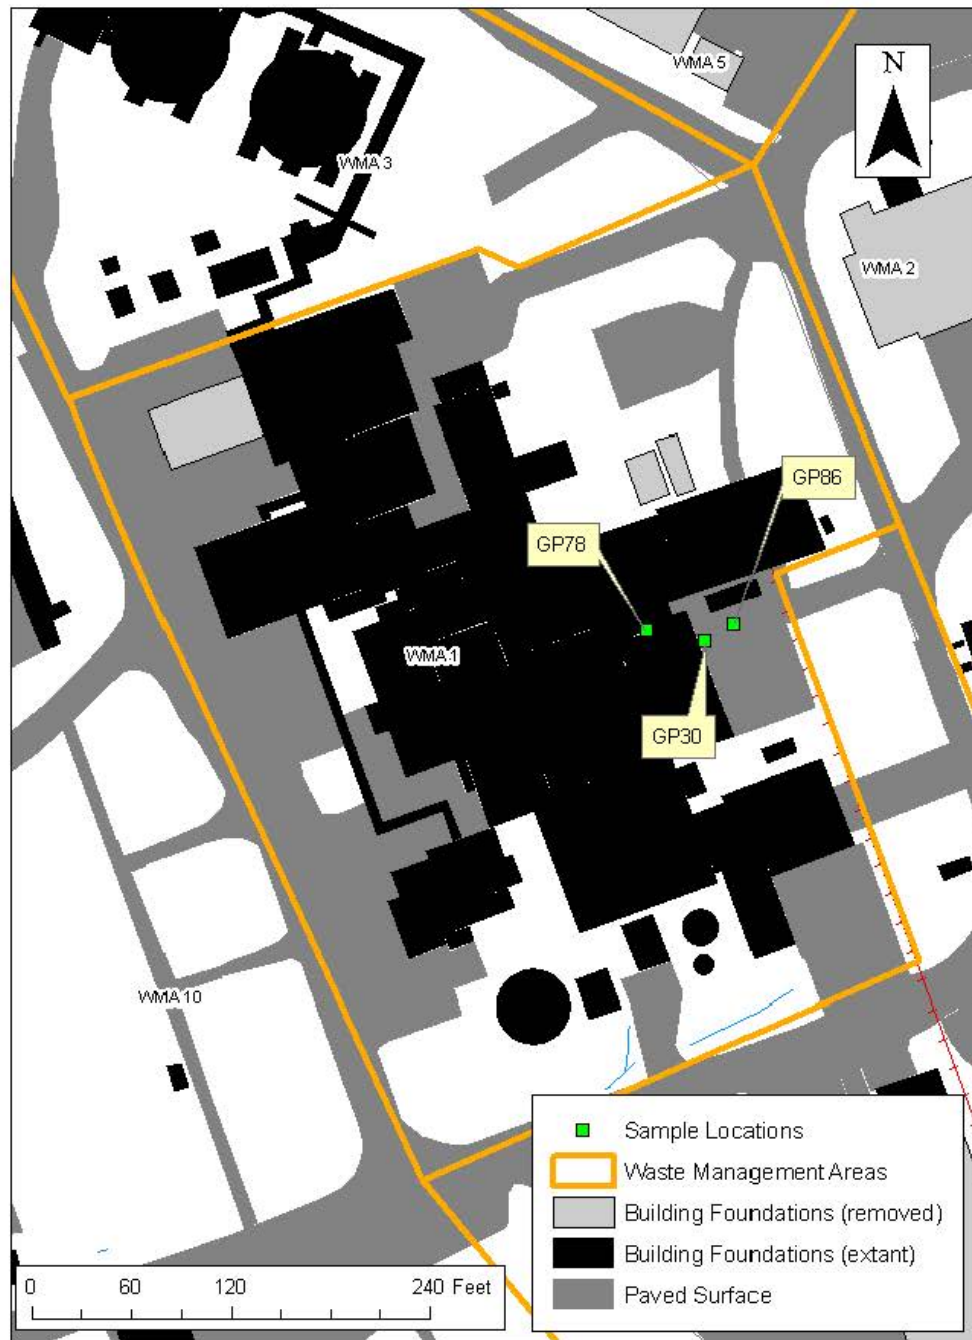 WMA 5
N
WMA 3
WMA 2
GP86
GP78
WMA 1
GP30
WMA 10
Sample Locations
Waste Management Areas
Building Foundations (removed)
Building Foundations (extant)
Paved Surface
0 60 120 240 Feet